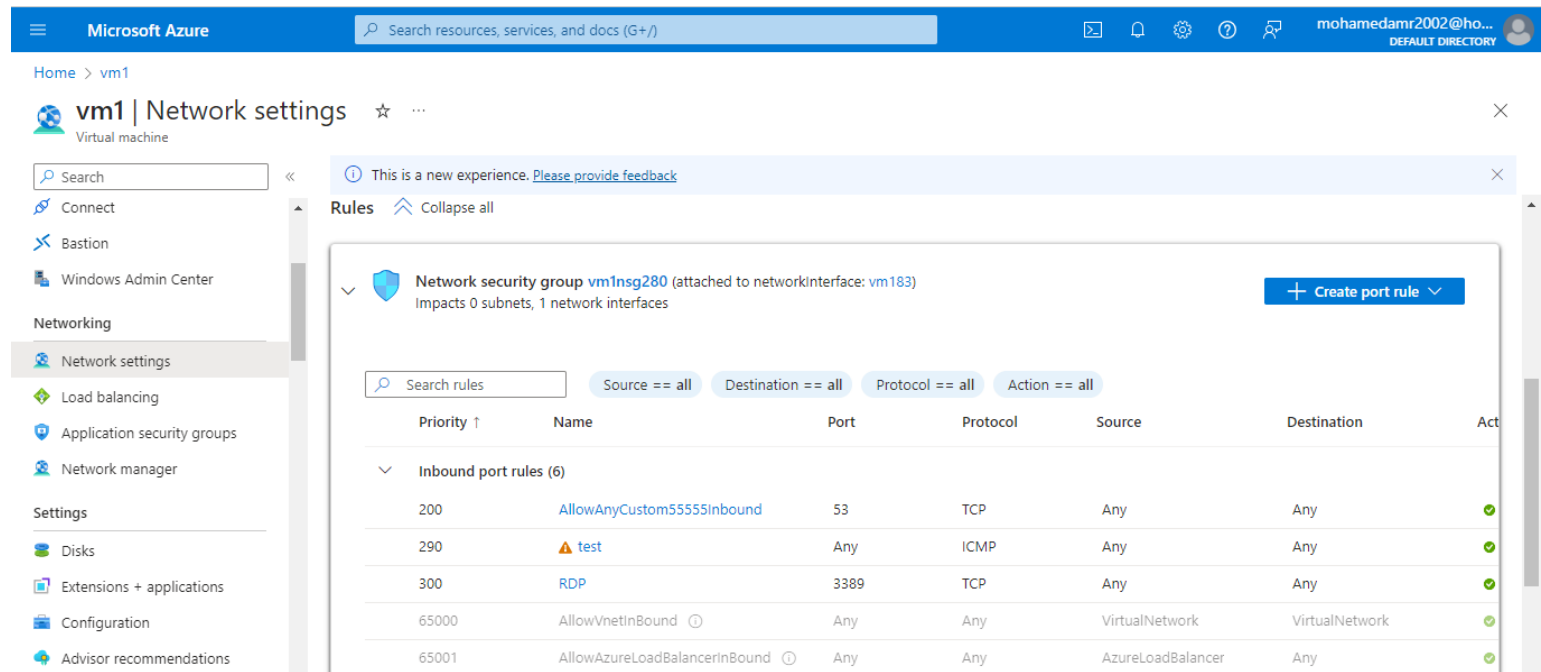 Microsoft Azure
Search resources, services, and docs (G+/)
mohamedamr2002@ho...
DEFAULT DIRECTORY
Home > vm1
vm1 | Network settings
Virtual machine
Search
Connect
Bastion
Windows Admin Center
Networking
Network settings
Load balancing
Application security groups
Network manager
Settings
Disks
Extensions + applications
Configuration
Advisor recommendations
This is a new experience. Please provide feedback
Rules Collapse all
Network security group vm1nsg280 (attached to networkInterface: vm183)
Impacts 0 subnets, 1 network interfaces
+ Create port rule
Search rules Source == all Destination == all Protocol == all Action == all
Priority ↑ Name Port Protocol Source Destination Act
Inbound port rules (6)
200 AllowAnyCustom55555Inbound 53 TCP Any Any
290 test Any ICMP Any Any
300 RDP 3389 TCP Any Any
65000 AllowVnetInBound Any Any VirtualNetwork VirtualNetwork
65001 AllowAzureLoadBalancerInBound Any Any AzureLoadBalancer Any